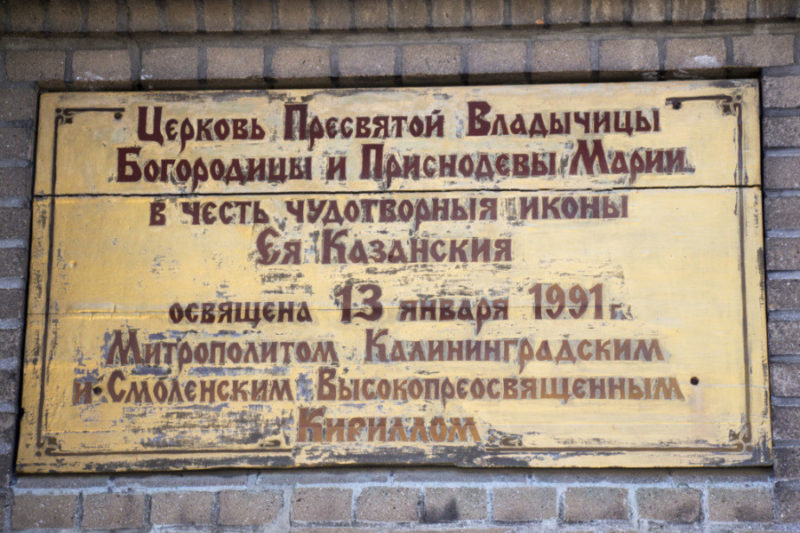 Церковь Пресвятой Владычицы
Богородицы и Приснодевы Марии
в честь чудотворныя иконы
Ея Казанския
освящена 13 января 1991 г.
Митрополитом Калининградским
и Смоленским Высокопреосвященным
Кириллом